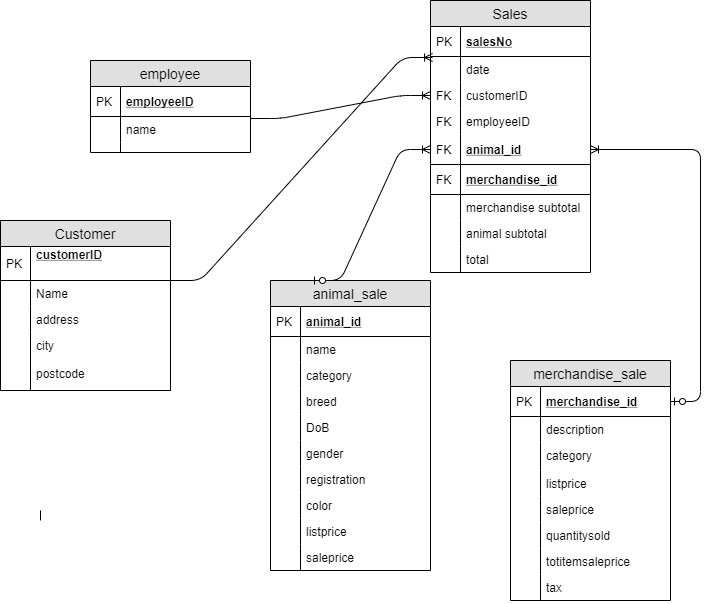 Sales
PK salesNo
date
FK customerID
FK employeeID
FK animal_id
FK merchandise_id
merchandise subtotal
animal subtotal
total
employee
PK employeeID
name
Customer
PK customerID
Name
address
city
postcode
animal_sale
PK animal_id
name
category
breed
DoB
gender
registration
color
listprice
saleprice
merchandise_sale
PK merchandise_id
description
category
listprice
saleprice
quantitysold
totitemsaleprice
tax